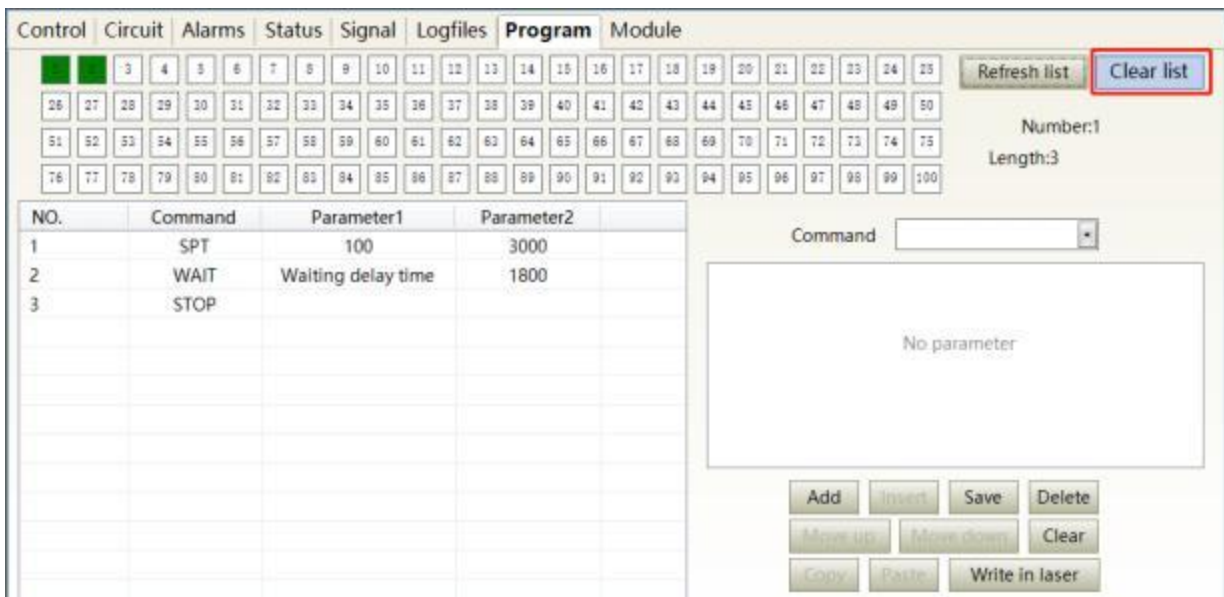 Control Circuit Alarms Status Signal Logfiles Program Module
1 2 3 4 5 6 7 8 9 10 11 12 13 14 15 16 17 18 19 20 21 22 23 24 25 Refresh list Clear list
26 27 28 29 30 31 32 33 34 35 36 37 38 39 40 41 42 43 44 45 46 47 48 49 50
Number:1
51 52 53 54 55 56 57 58 59 60 61 62 63 64 65 66 67 68 69 70 71 72 73 74 75
Length:3
76 77 78 79 80 81 82 83 84 85 86 87 88 89 90 91 92 93 94 95 96 97 98 99 100
NO. Command Parameter1 Parameter2
1 SPT 100 3000
2 WAIT Waiting delay time 1800
3 STOP
Command
No parameter
Add Insert Save Delete
Move up Move down Clear
Copy Paste Write in laser